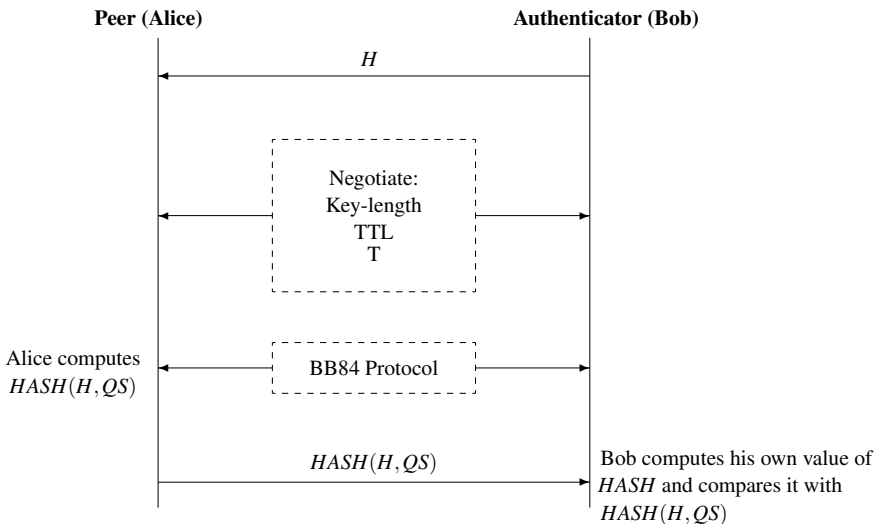 Peer (Alice)
Authenticator (Bob)
H
Negotiate:
Key-length
TTL
T
Alice computes
HASH(H,QS)
BB84 Protocol
HASH(H,QS)
Bob computes his own value of
HASH and compares it with
HASH(H,QS)